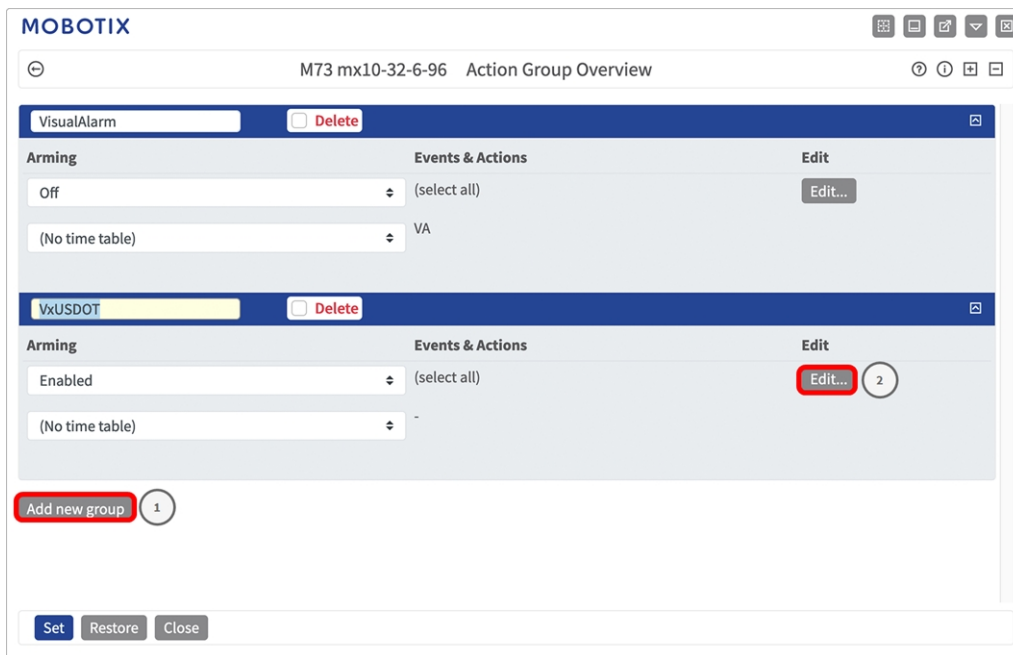 MOBOTIX
M73 mx10-32-6-96 Action Group Overview
VisualAlarm Delete
Arming Events & Actions Edit
Off (select all) Edit...
(No time table) VA
VxUSDOT Delete
Arming Events & Actions Edit
Enabled (select all) Edit... 2
(No time table) -
Add new group 1
Set Restore Close